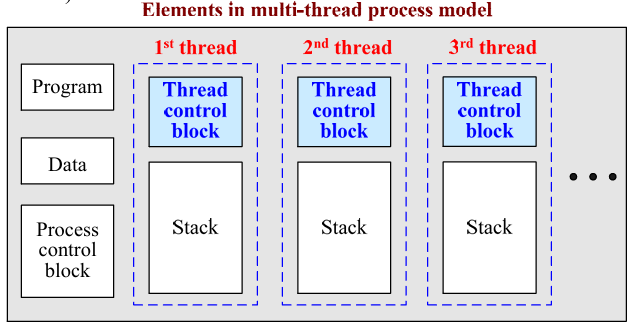 Elements in multi-thread process model
1st thread
2nd thread
3rd thread
Program
Data
Process
control
block
Thread
control
block
Stack
Thread
control
block
Stack
Thread
control
block
Stack
• • •